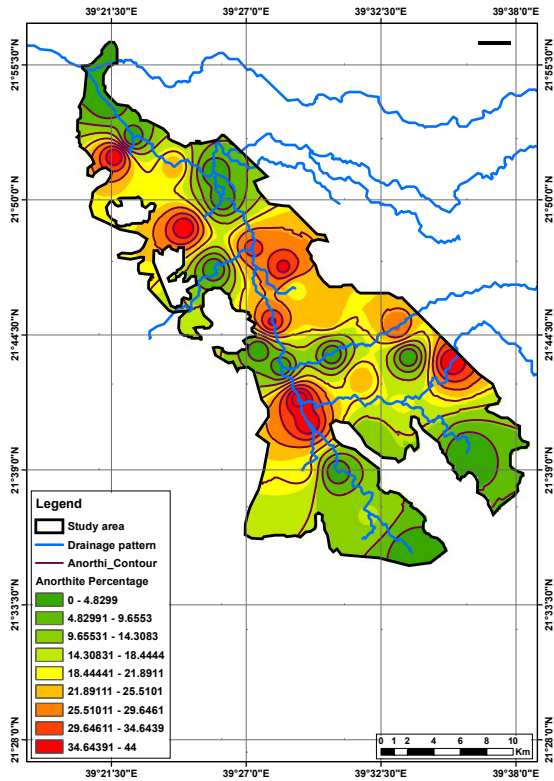 39°21'30"E 39°27'0"E 39°32'30"E 39°38'0"E
21°55'30"N 21°55'30"N
21°50'0"N 21°50'0"N
21°44'30"N 21°44'30"N
21°39'0"N 21°39'0"N
21°33'30"N 21°33'30"N
21°28'0"N 21°28'0"N
Legend
Study area
Drainage pattern
Anorthi_Contour
Anorthite Percentage
0 - 4.8299
4.82991 - 9.6553
9.65531 - 14.3083
14.30831 - 18.4444
18.44441 - 21.8911
21.89111 - 25.5101
25.51011 - 29.6461
29.64611 - 34.6439
34.64391 - 44
0 1 2 4 6 8 10
Km
39°21'30"E 39°27'0"E 39°32'30"E 39°38'0"E